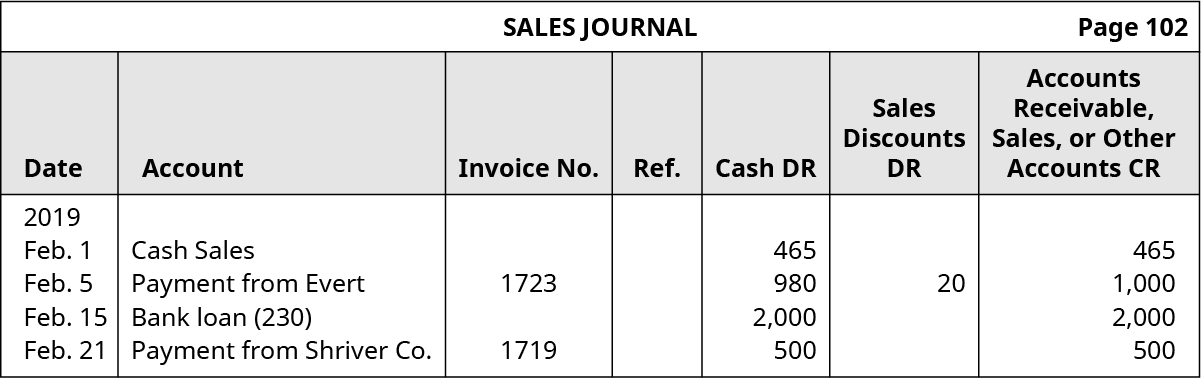 SALES JOURNAL Page 102
Date Account Invoice No. Ref. Cash DR Sales Discounts DR Accounts Receivable, Sales, or Other Accounts CR
2019
Feb. 1 Cash Sales 465 465
Feb. 5 Payment from Evert 1723 980 20 1,000
Feb. 15 Bank loan (230) 2,000 2,000
Feb. 21 Payment from Shriver Co. 1719 500 500